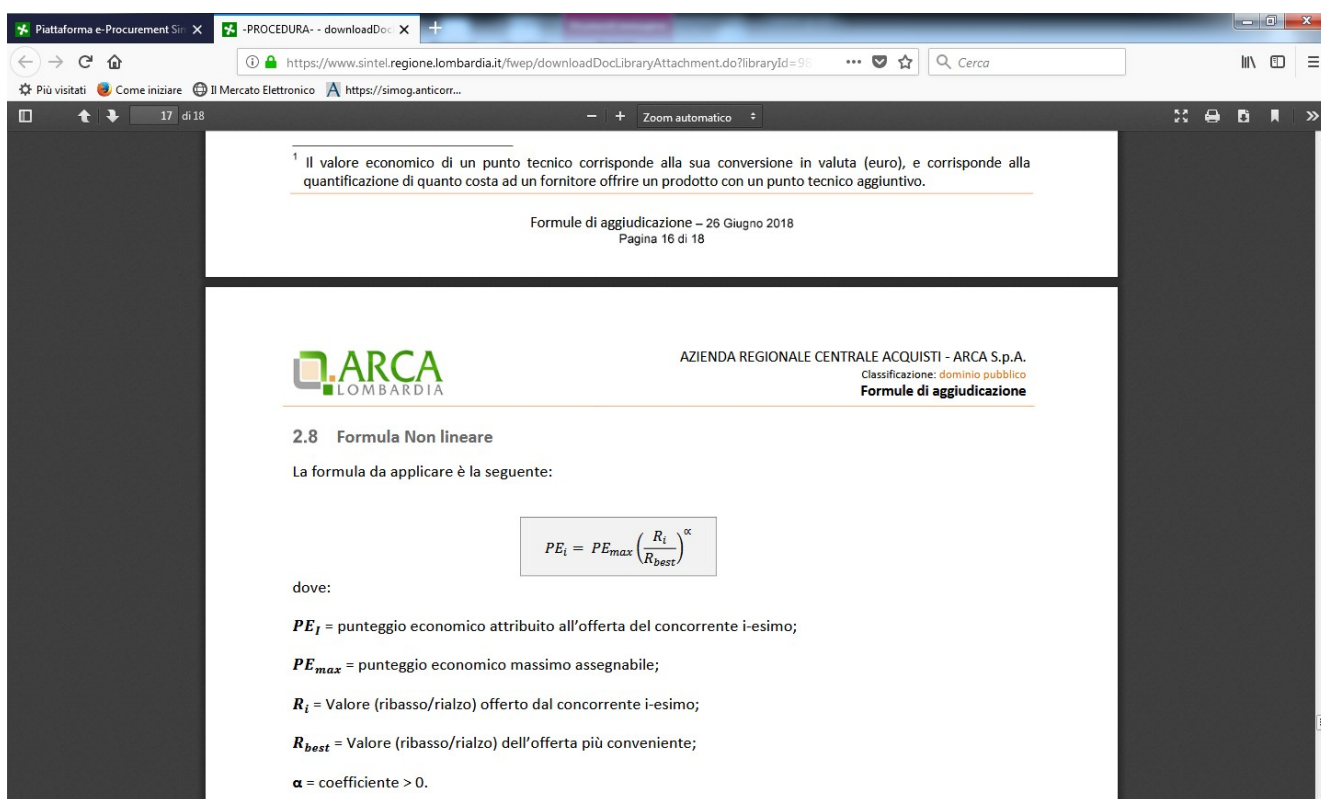 Piattaforma e-Procurement Sin
-PROCEDURA- - downloadDoc
https://www.sintel.regione.lombardia.it/fwep/downloadDocLibraryAttachment.do?libraryId=98
Cerca
Più visitati Come iniziare Il Mercato Elettronico https://simog.anticorr...
17 di 18
Zoom automatico
1 Il valore economico di un punto tecnico corrisponde alla sua conversione in valuta (euro), e corrisponde alla
quantificazione di quanto costa ad un fornitore offrire un prodotto con un punto tecnico aggiuntivo.
Formule di aggiudicazione – 26 Giugno 2018
Pagina 16 di 18
ARCA
LOMBARDIA
AZIENDA REGIONALE CENTRALE ACQUISTI - ARCA S.p.A.
Classificazione: dominio pubblico
Formule di aggiudicazione
2.8 Formula Non lineare
La formula da applicare è la seguente:
PE_i = PE_max (R_i / R_best)^α
dove:
PE_I = punteggio economico attribuito all’offerta del concorrente i-esimo;
PE_max = punteggio economico massimo assegnabile;
R_i = Valore (ribasso/rialzo) offerto dal concorrente i-esimo;
R_best = Valore (ribasso/rialzo) dell’offerta più conveniente;
α = coefficiente > 0.